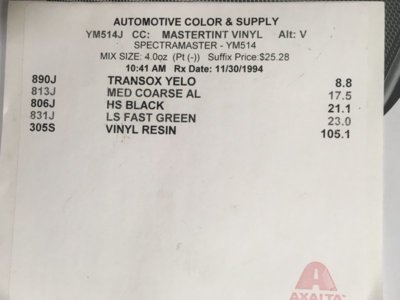 AUTOMOTIVE COLOR & SUPPLY
YM514J CC: MASTERTINT VINYL Alt: V
SPECTRAMASTER - YM514
MIX SIZE: 4.0oz (Pt (-)) Suffix Price:$25.28
10:41 AM Rx Date: 11/30/1994
890J TRANSOX YELO 8.8
813J MED COARSE AL 17.5
806J HS BLACK 21.1
831J LS FAST GREEN 23.0
305S VINYL RESIN 105.1
AXALTA